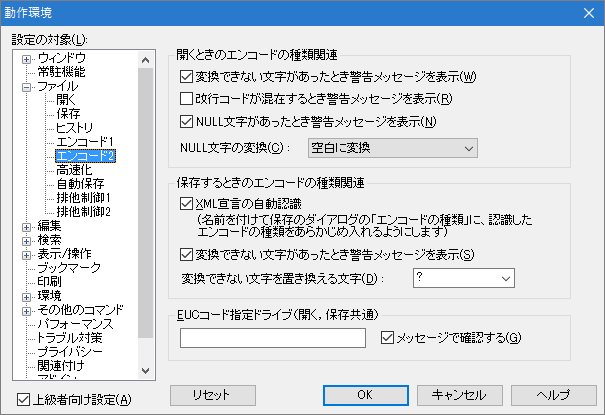 動作環境
設定の対象(L):
ウィンドウ
常駐機能
ファイル
開く
保存
ヒストリ
エンコード1
エンコード2
高速化
自動保存
排他制御1
排他制御2
編集
検索
表示/操作
ブックマーク
印刷
環境
その他のコマンド
パフォーマンス
トラブル対策
プライバシー
関連付け
アドイン
上級者向け設定(A)
開くときのエンコードの種類関連
変換できない文字があったとき警告メッセージを表示(W)
改行コードが混在するとき警告メッセージを表示(R)
NULL文字があったとき警告メッセージを表示(N)
NULL文字の変換(C): 空白に変換
保存するときのエンコードの種類関連
XML宣言の自動認識
(名前を付けて保存のダイアログの「エンコードの種類」に、認識した
エンコードの種類をあらかじめ入れるようにします)
変換できない文字があったとき警告メッセージを表示(S)
変換できない文字を置き換える文字(D): ?
EUCコード指定ドライブ(開く, 保存共通)
メッセージで確認する(G)
リセット OK キャンセル ヘルプ